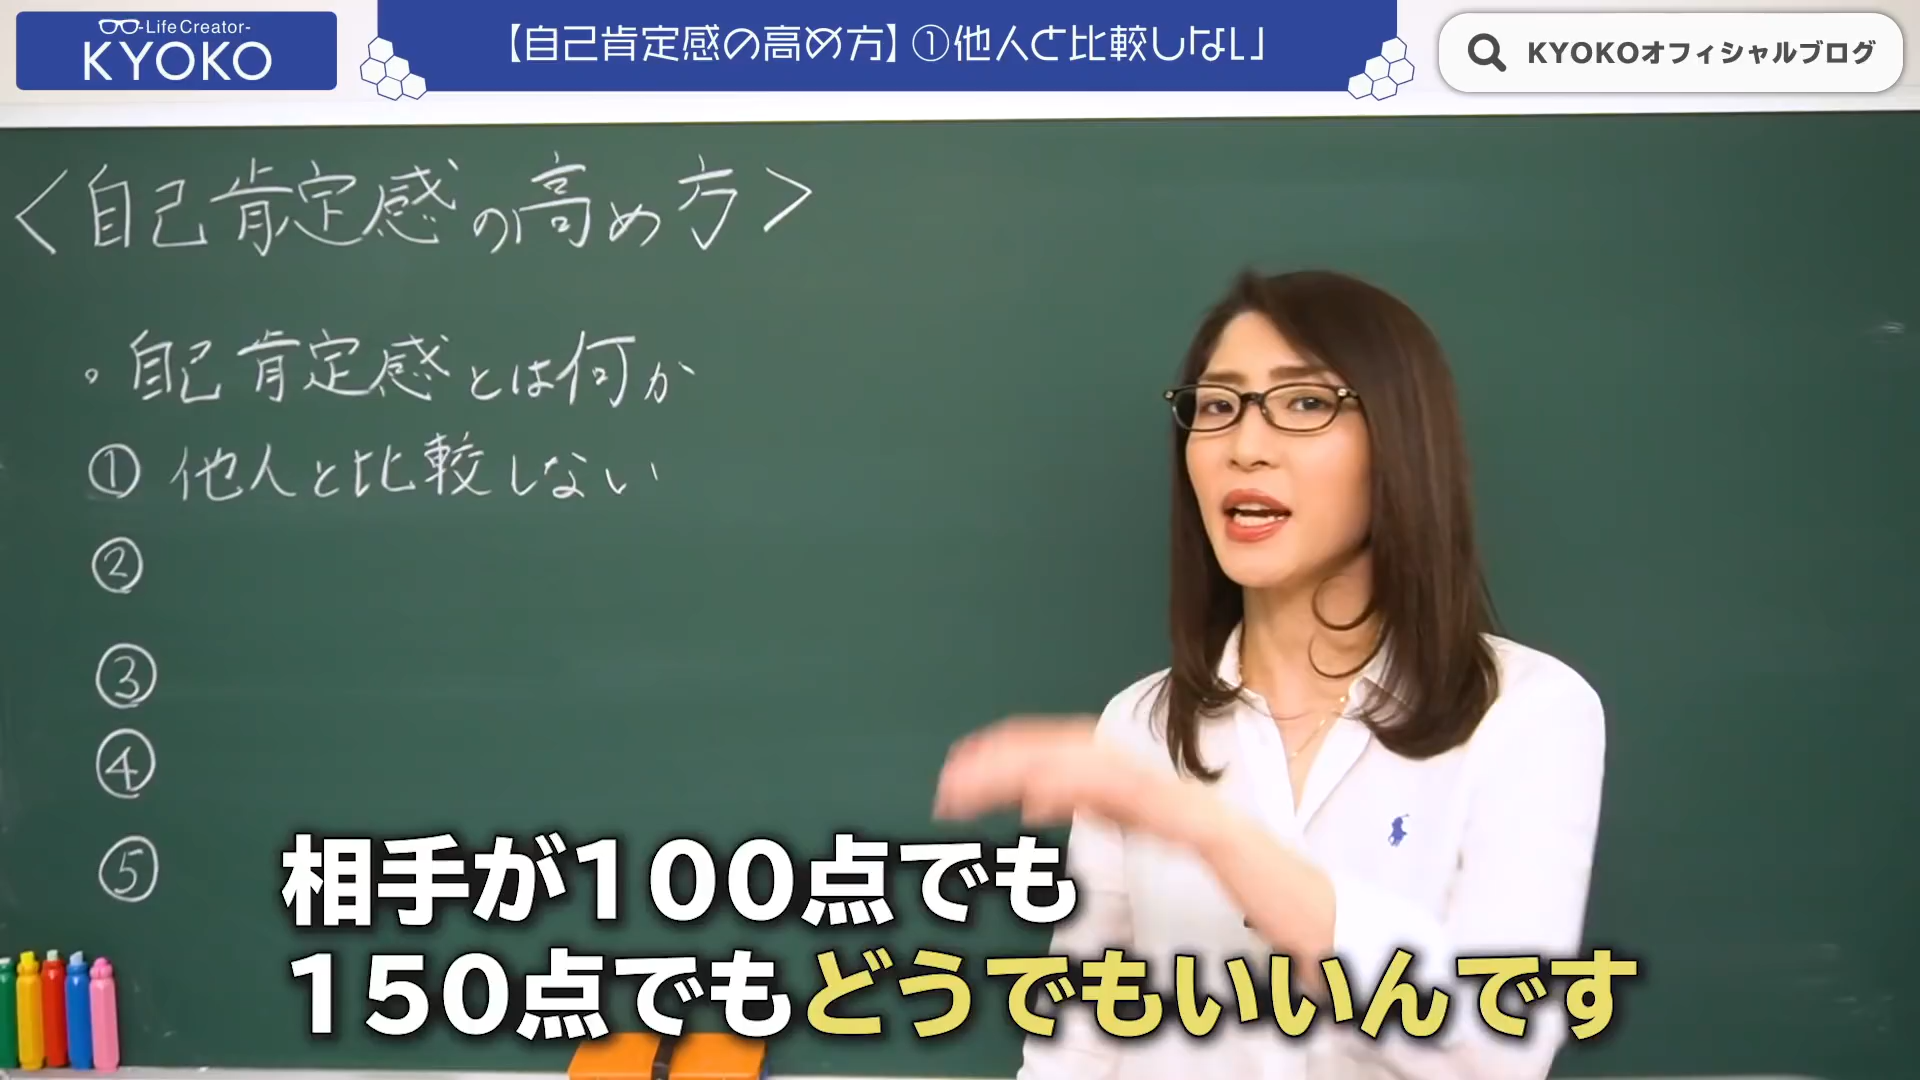 -Life Creator-
KYOKO
【自己肯定感の高め方】①他人と比較しない
KYOKOオフィシャルブログ
<自己肯定感の高め方>
。自己肯定感とは何か
① 他人と比較しない
②
③
④
⑤
相手が100点でも
150点でもどうでもいいんです